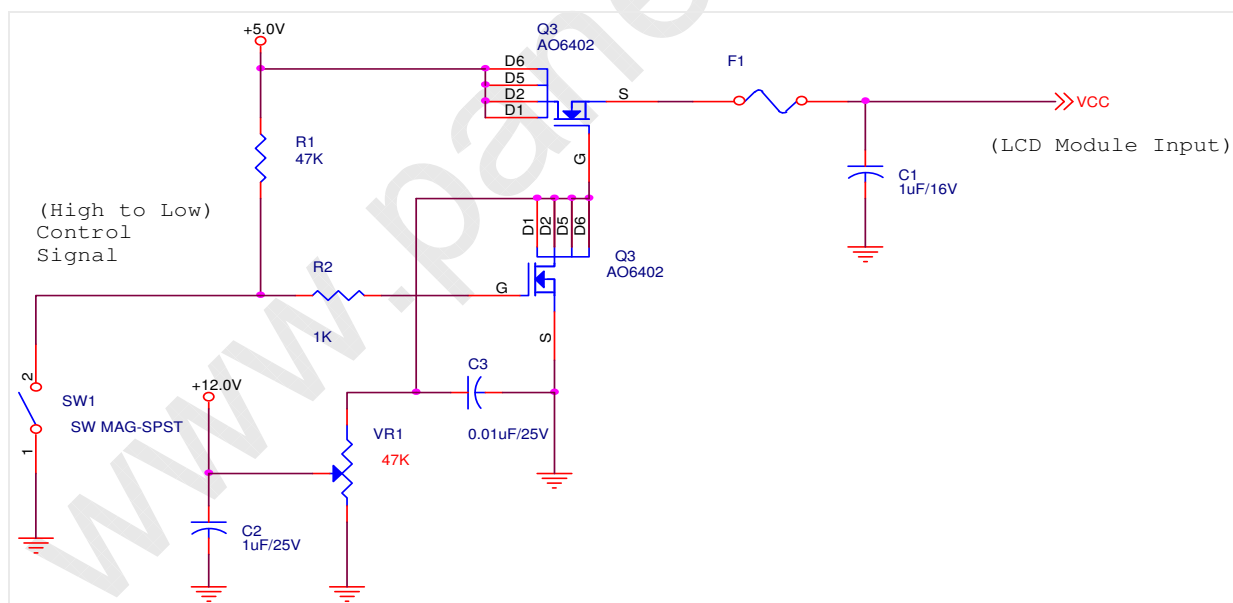 www.pane
+5.0V
Q3
AO6402
D6
D5
D2
D1
S
G
F1
VCC
(LCD Module Input)
C1
1uF/16V
R1
47K
(High to Low)
Control
Signal
D1
D2
D5
D6
Q3
AO6402
R2
1K
G
S
2
SW1
SW MAG-SPST
1
+12.0V
C3
0.01uF/25V
VR1
47K
C2
1uF/25V